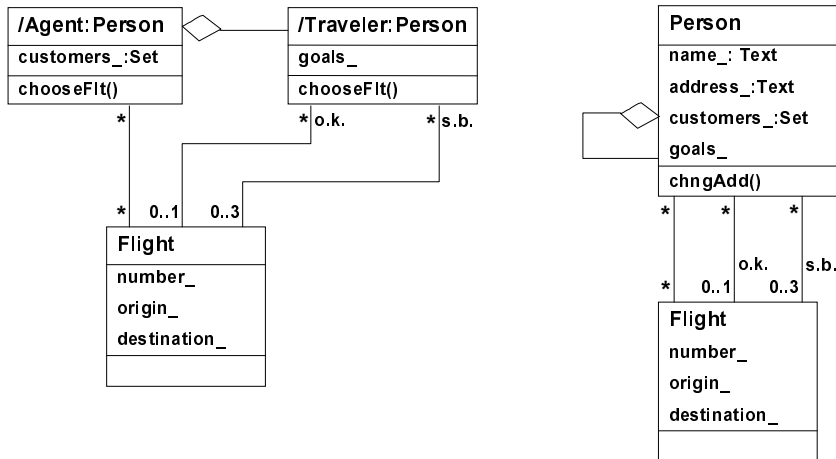 /Agent:Person
customers_:Set
chooseFlt()
/Traveler:Person
goals_
chooseFlt()
*
* o.k.
* s.b.
*
0..1
0..3
Flight
number_
origin_
destination_
Person
name_: Text
address_:Text
customers_:Set
goals_
chngAdd()
*
*
*
o.k.
s.b.
*
0..1
0..3
Flight
number_
origin_
destination_